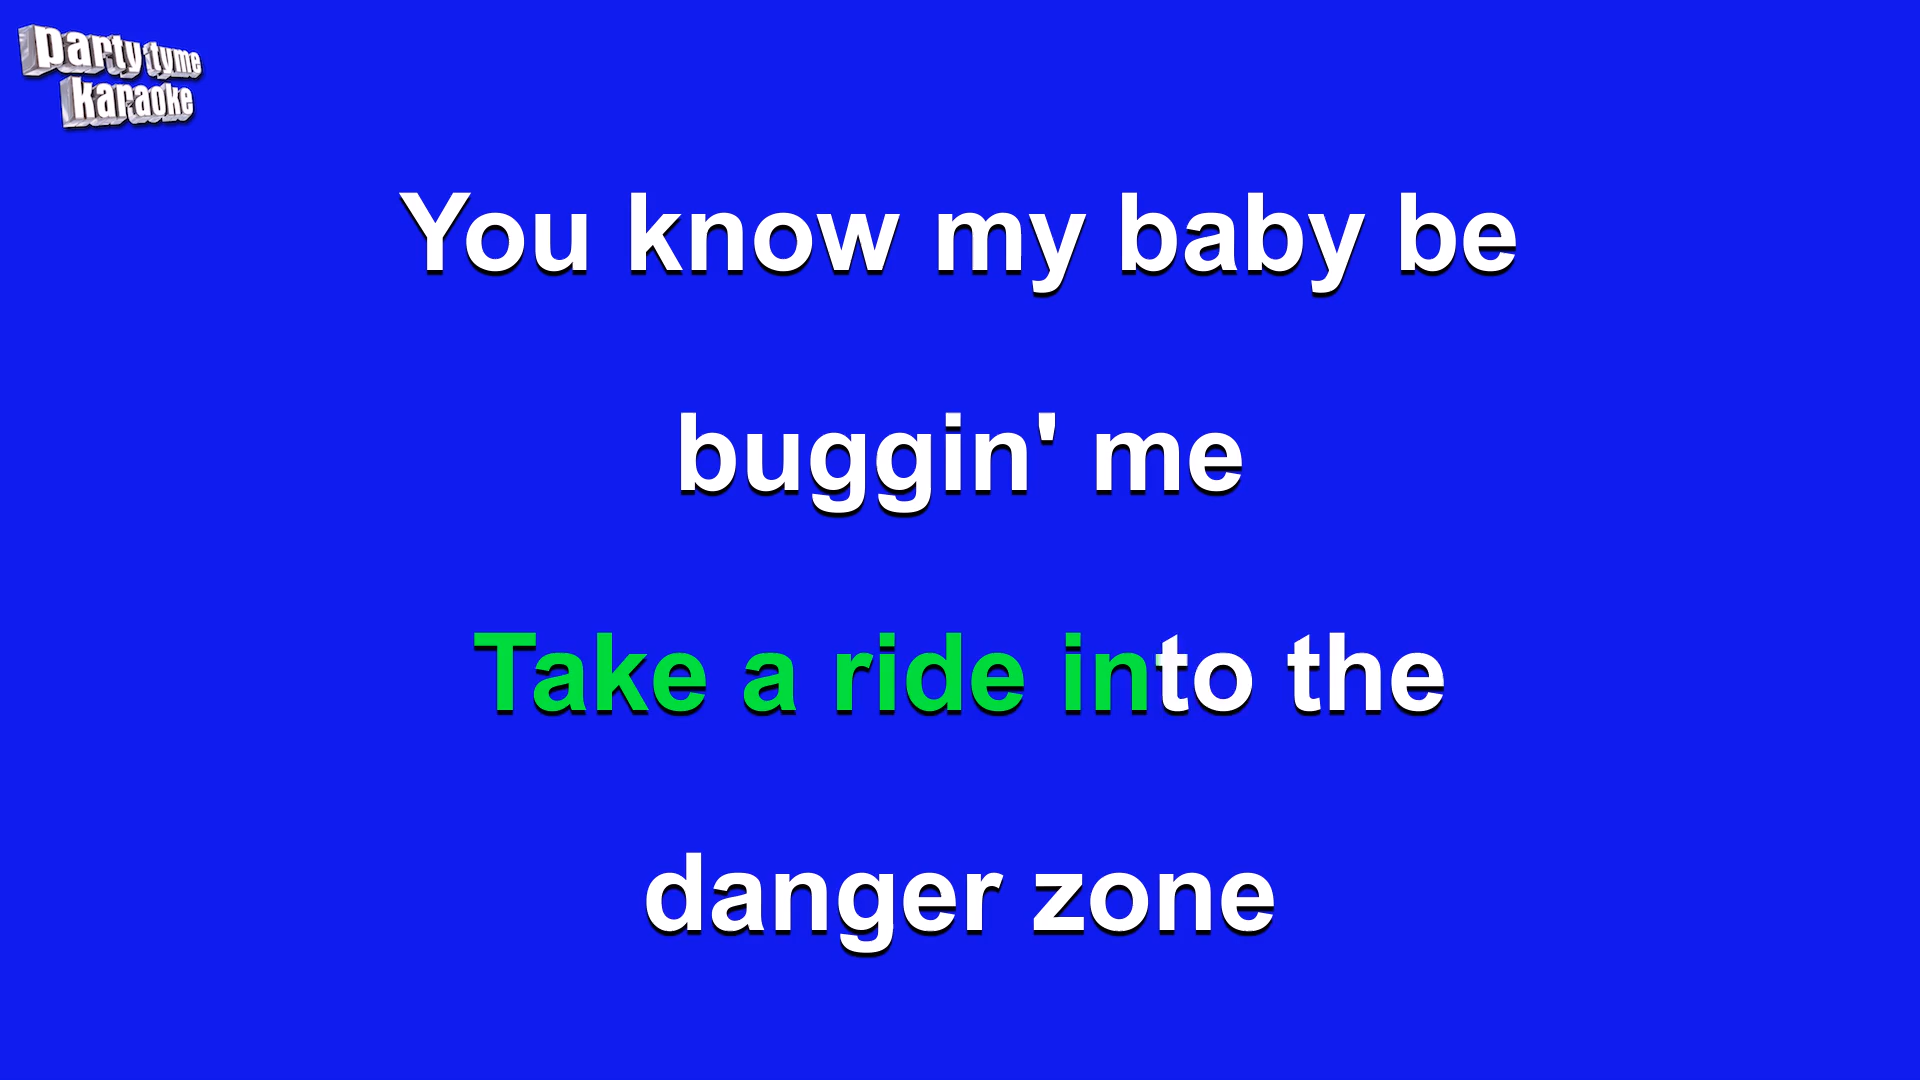 party tyme
karaoke
You know my baby be
buggin' me
Take a ride into the
danger zone